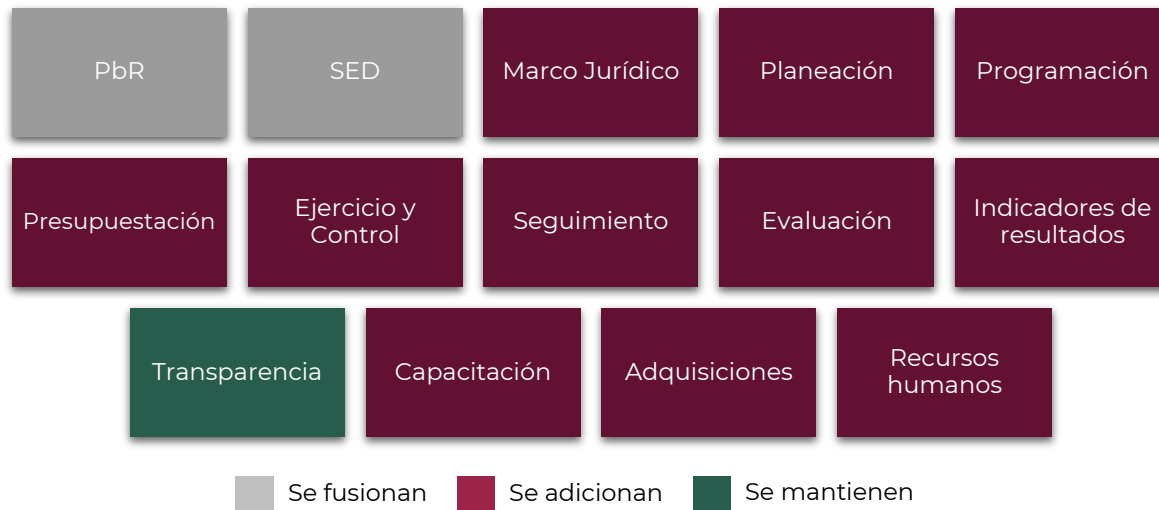 PbR
SED
Marco Jurídico
Planeación
Programación
Presupuestación
Ejercicio y
Control
Seguimiento
Evaluación
Indicadores de
resultados
Transparencia
Capacitación
Adquisiciones
Recursos
humanos
Se fusionan
Se adicionan
Se mantienen